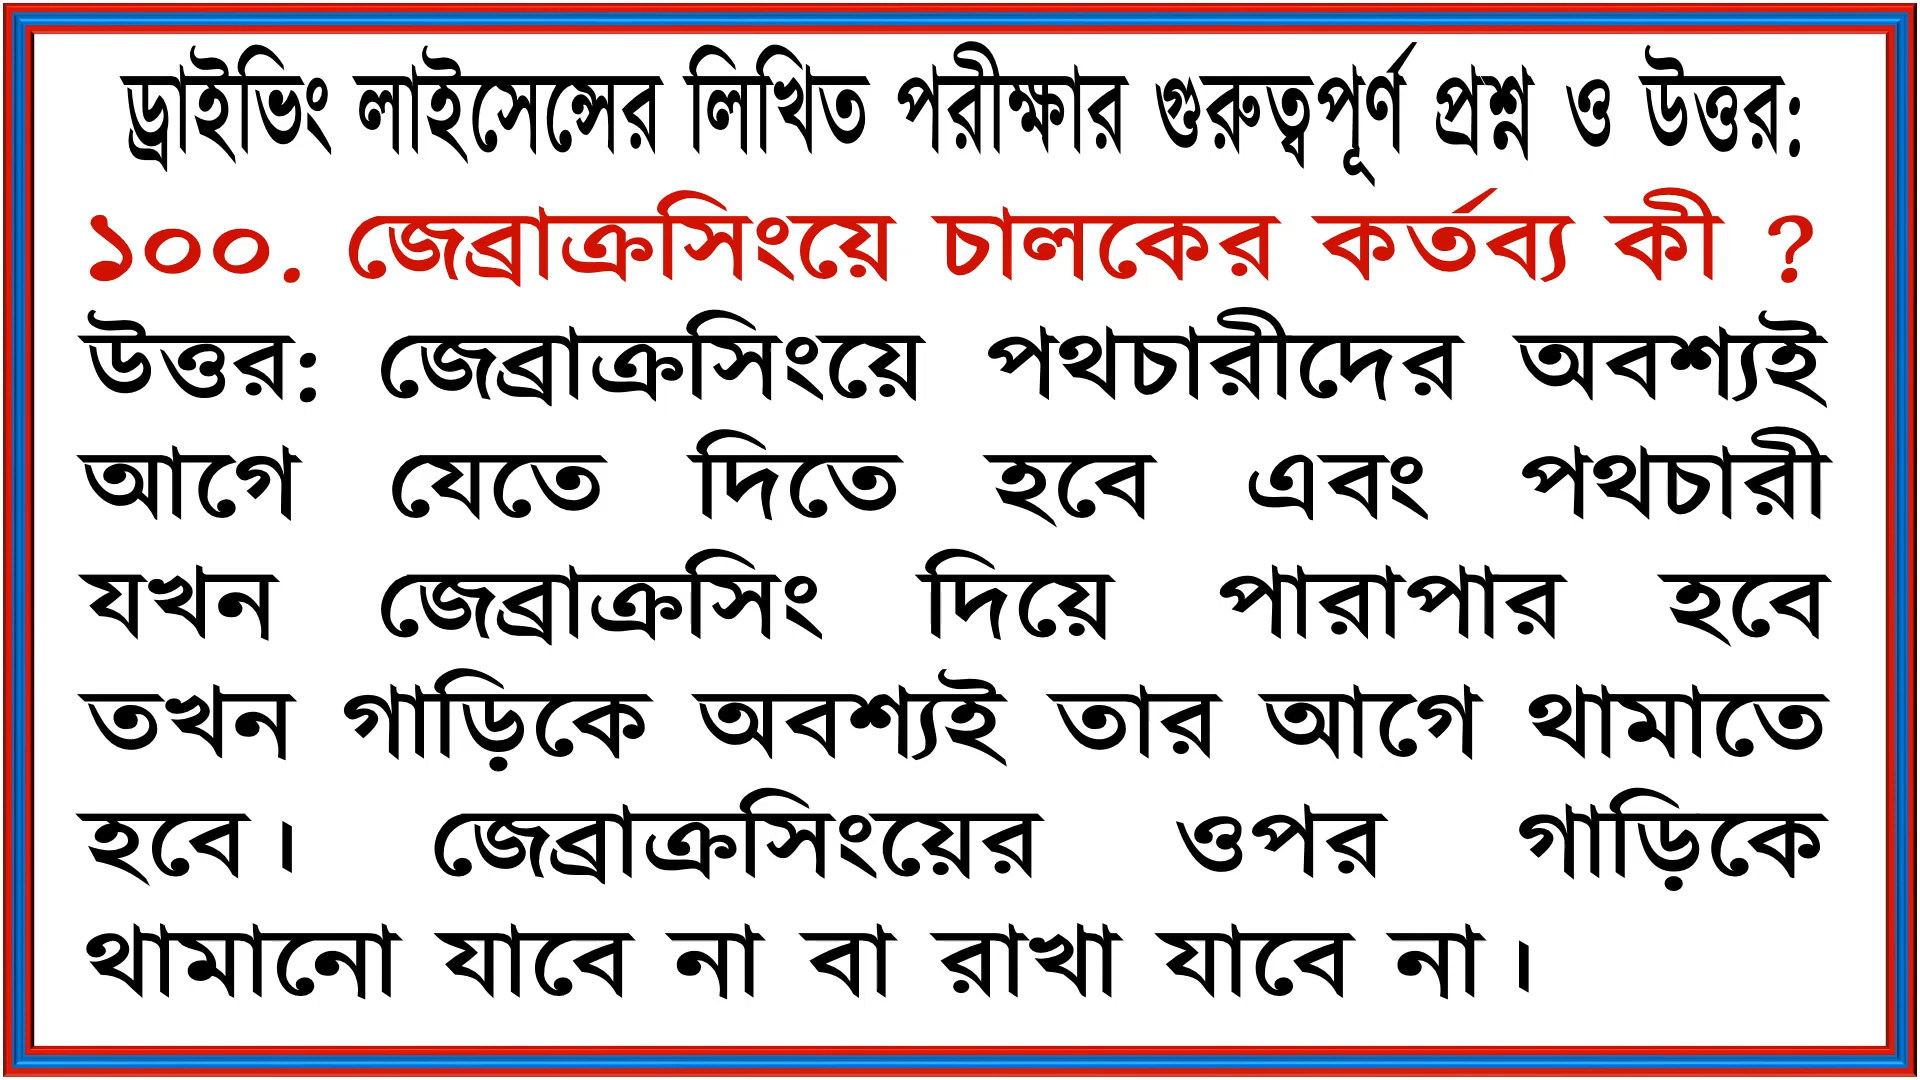 ড্রাইভিং লাইসেন্সের লিখিত পরীক্ষার গুরুত্বপূর্ণ প্রশ্ন ও উত্তর:
১০০. জেব্রাক্রসিংয়ে চালকের কর্তব্য কী ?
উত্তর: জেব্রাক্রসিংয়ে পথচারীদের অবশ্যই
আগে যেতে দিতে হবে এবং পথচারী
যখন জেব্রাক্রসিং দিয়ে পারাপার হবে
তখন গাড়িকে অবশ্যই তার আগে থামাতে
হবে। জেব্রাক্রসিংয়ের ওপর গাড়িকে
থামানো যাবে না বা রাখা যাবে না।